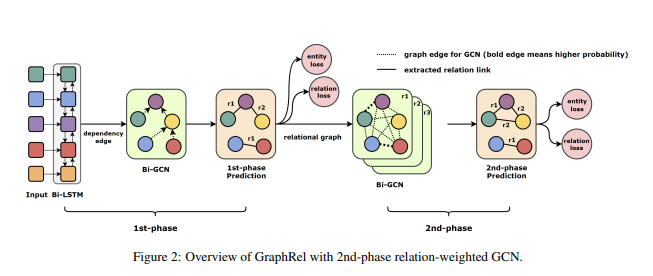 entity
loss
relation
loss
graph edge for GCN (bold edge means higher probability)
extracted relation link
dependency
edge
r1
r2
r1
relational graph
r1
r2
r3
r1
r2
r2
r1
entity
loss
relation
loss
Input
Bi-LSTM
Bi-GCN
1st-phase
Prediction
Bi-GCN
2nd-phase
Prediction
1st-phase
2nd-phase
Figure 2: Overview of GraphRel with 2nd-phase relation-weighted GCN.